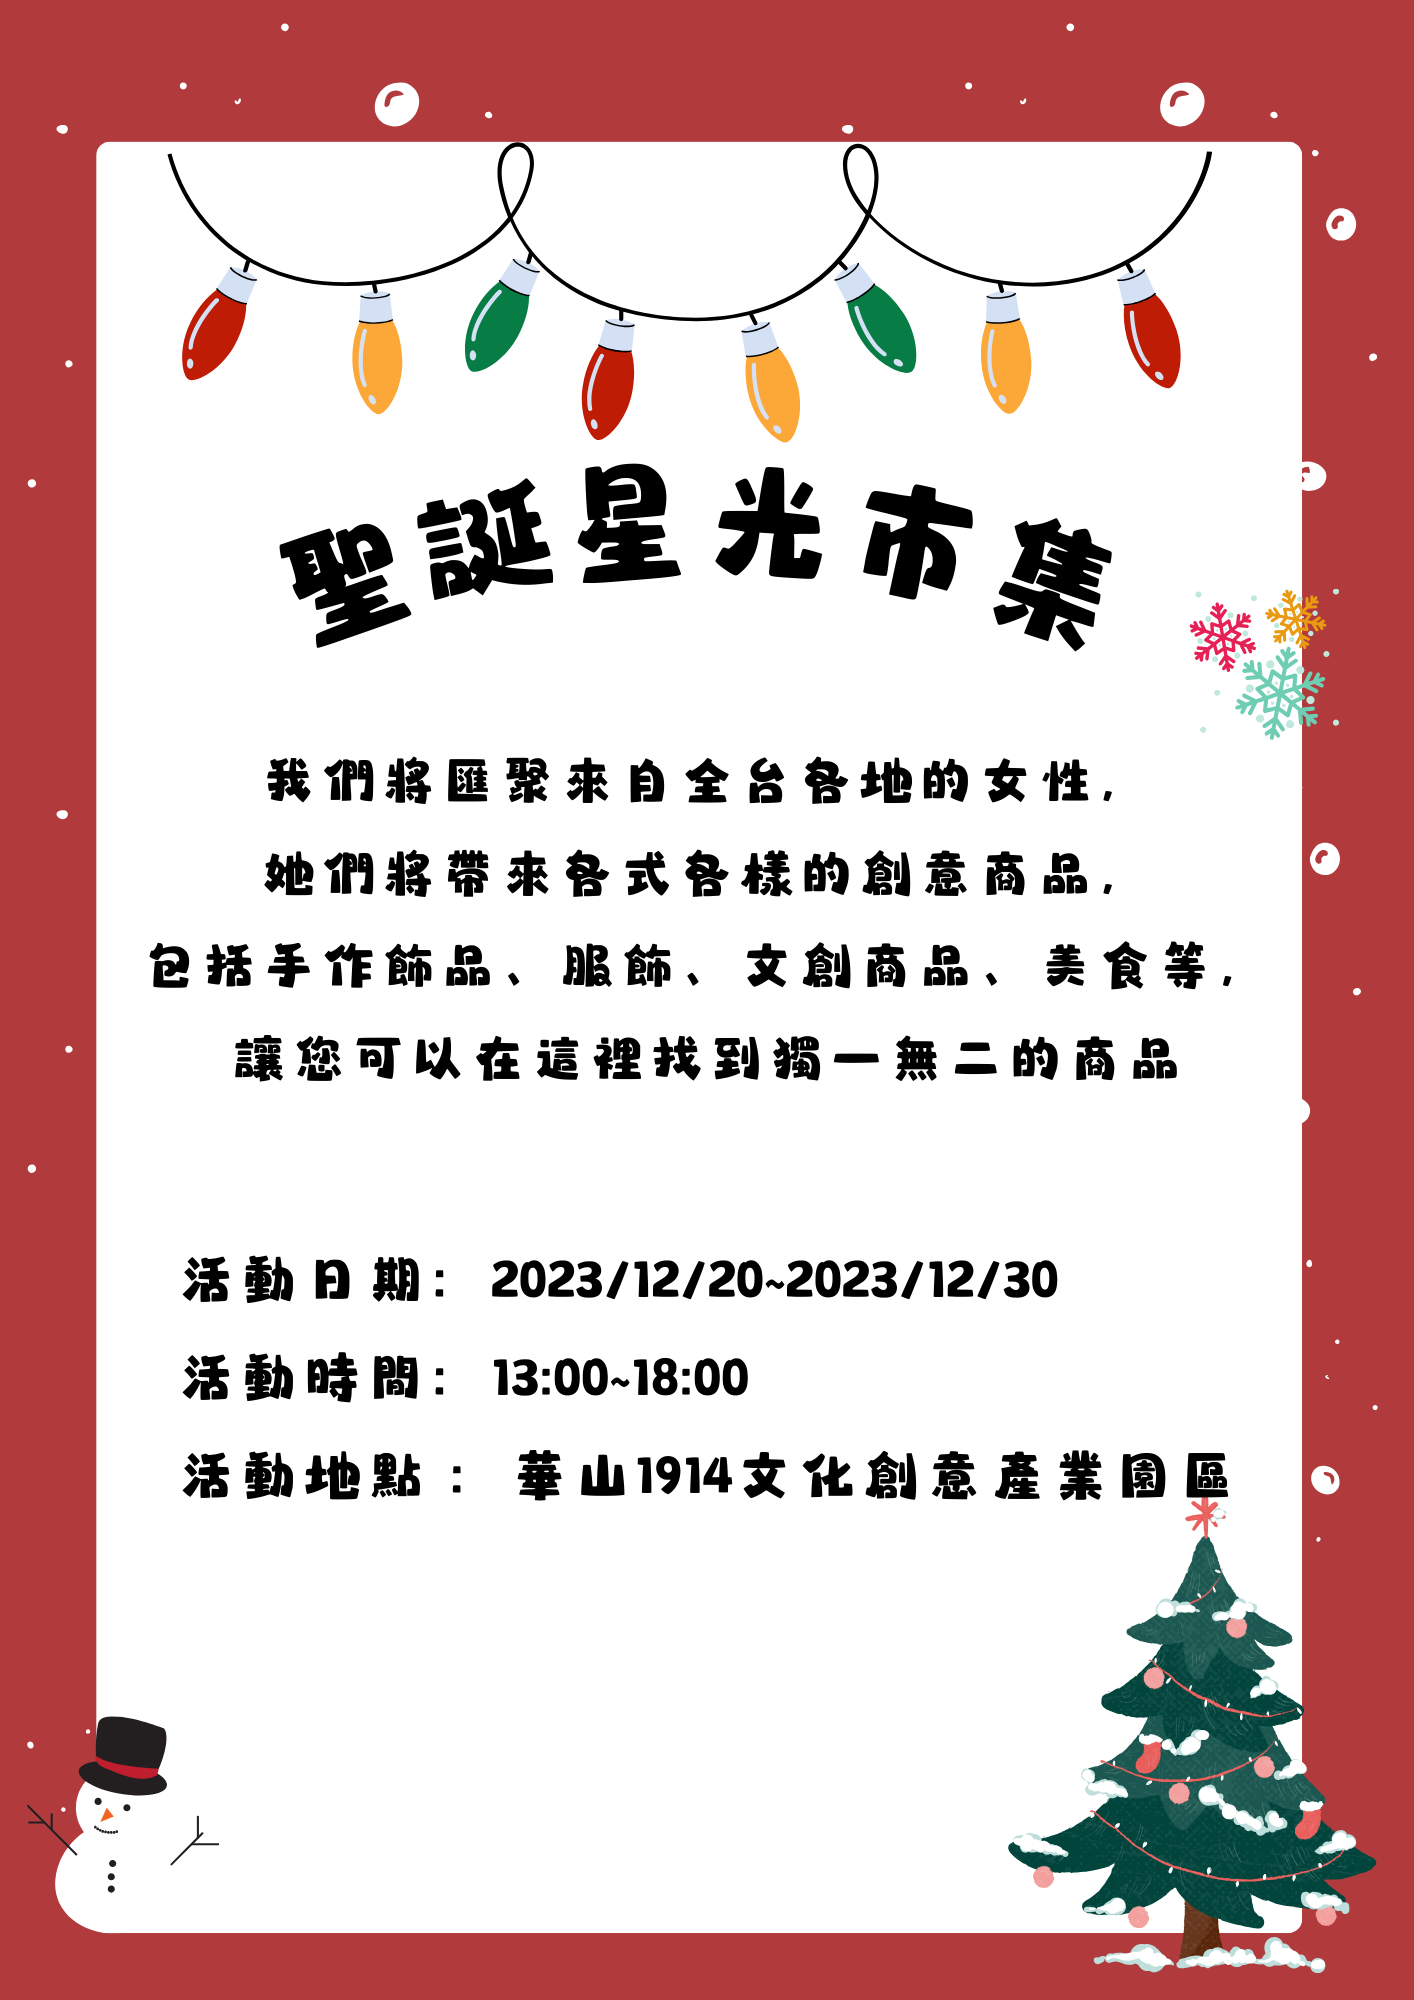 聖誕星光市集
我們將匯聚來自全台各地的女性,
她們將帶來各式各樣的創意商品,
包括手作飾品、服飾、文創商品、美食等,
讓您可以在這裡找到獨一無二的商品
活動日期: 2023/12/20~2023/12/30
活動時間: 13:00~18:00
活動地點: 華山1914文化創意產業園區